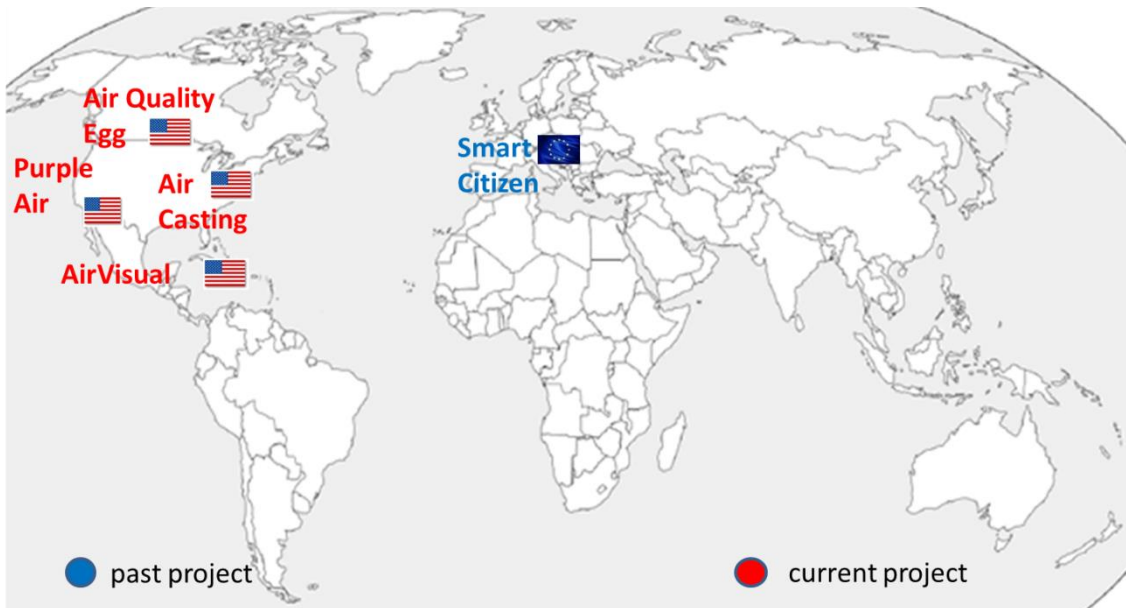 Air Quality
Egg
Purple
Air
Air
Casting
AirVisual
Smart
Citizen
past project
current project